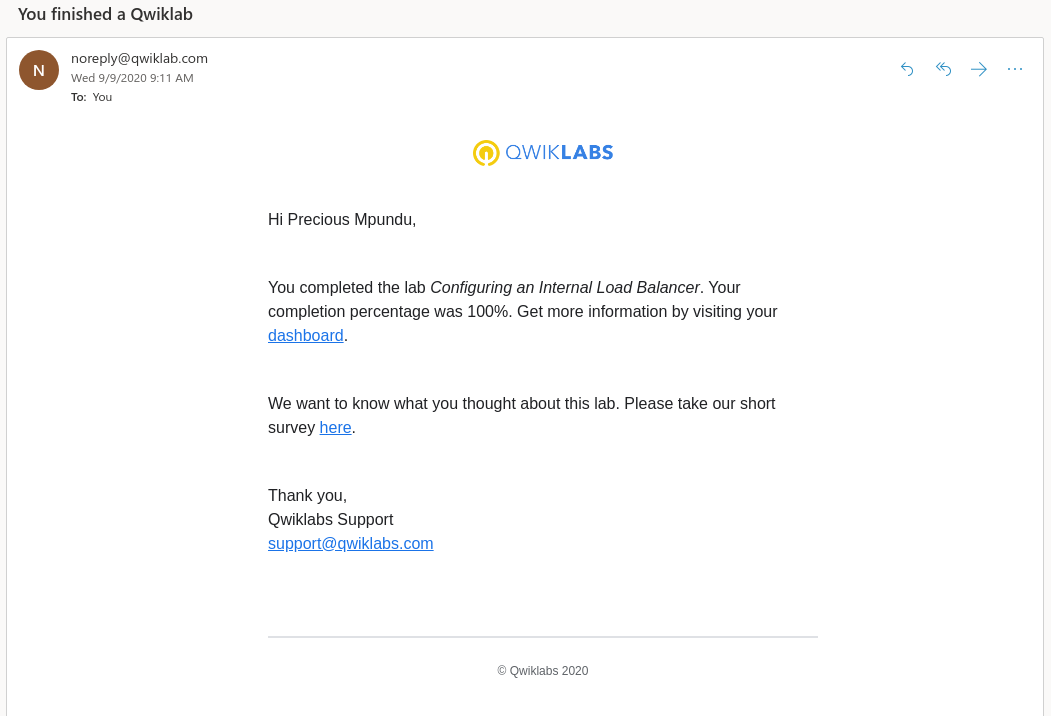 You finished a Qwiklab
N
noreply@qwiklab.com
Wed 9/9/2020 9:11 AM
To: You
QWIKLABS
Hi Precious Mpundu,
You completed the lab Configuring an Internal Load Balancer. Your
completion percentage was 100%. Get more information by visiting your
dashboard.
We want to know what you thought about this lab. Please take our short
survey here.
Thank you,
Qwiklabs Support
support@qwiklabs.com
© Qwiklabs 2020